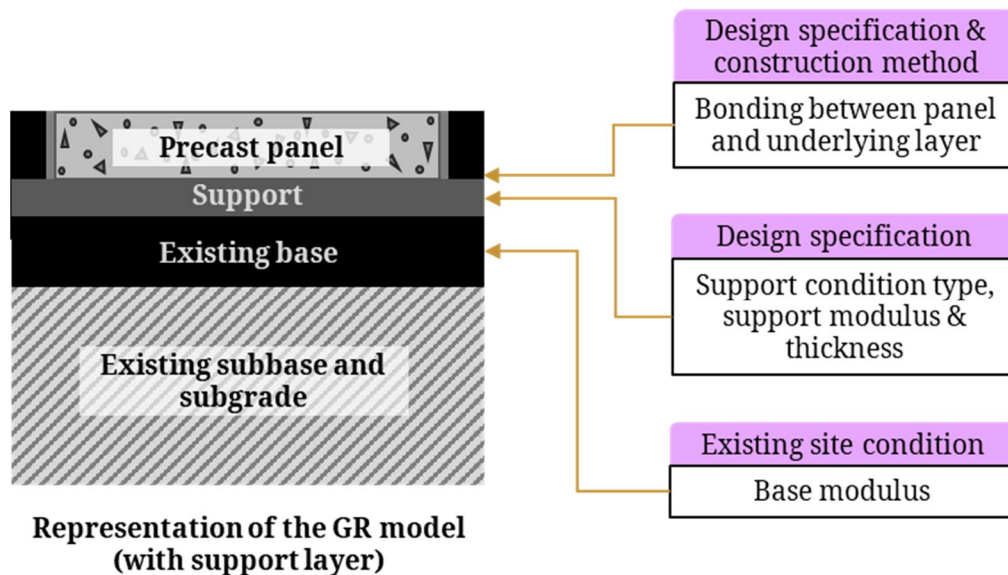 Precast panel
Support
Existing base
Existing subbase and
subgrade
Representation of the GR model
(with support layer)
Design specification &
construction method
Bonding between panel
and underlying layer
Design specification
Support condition type,
support modulus &
thickness
Existing site condition
Base modulus